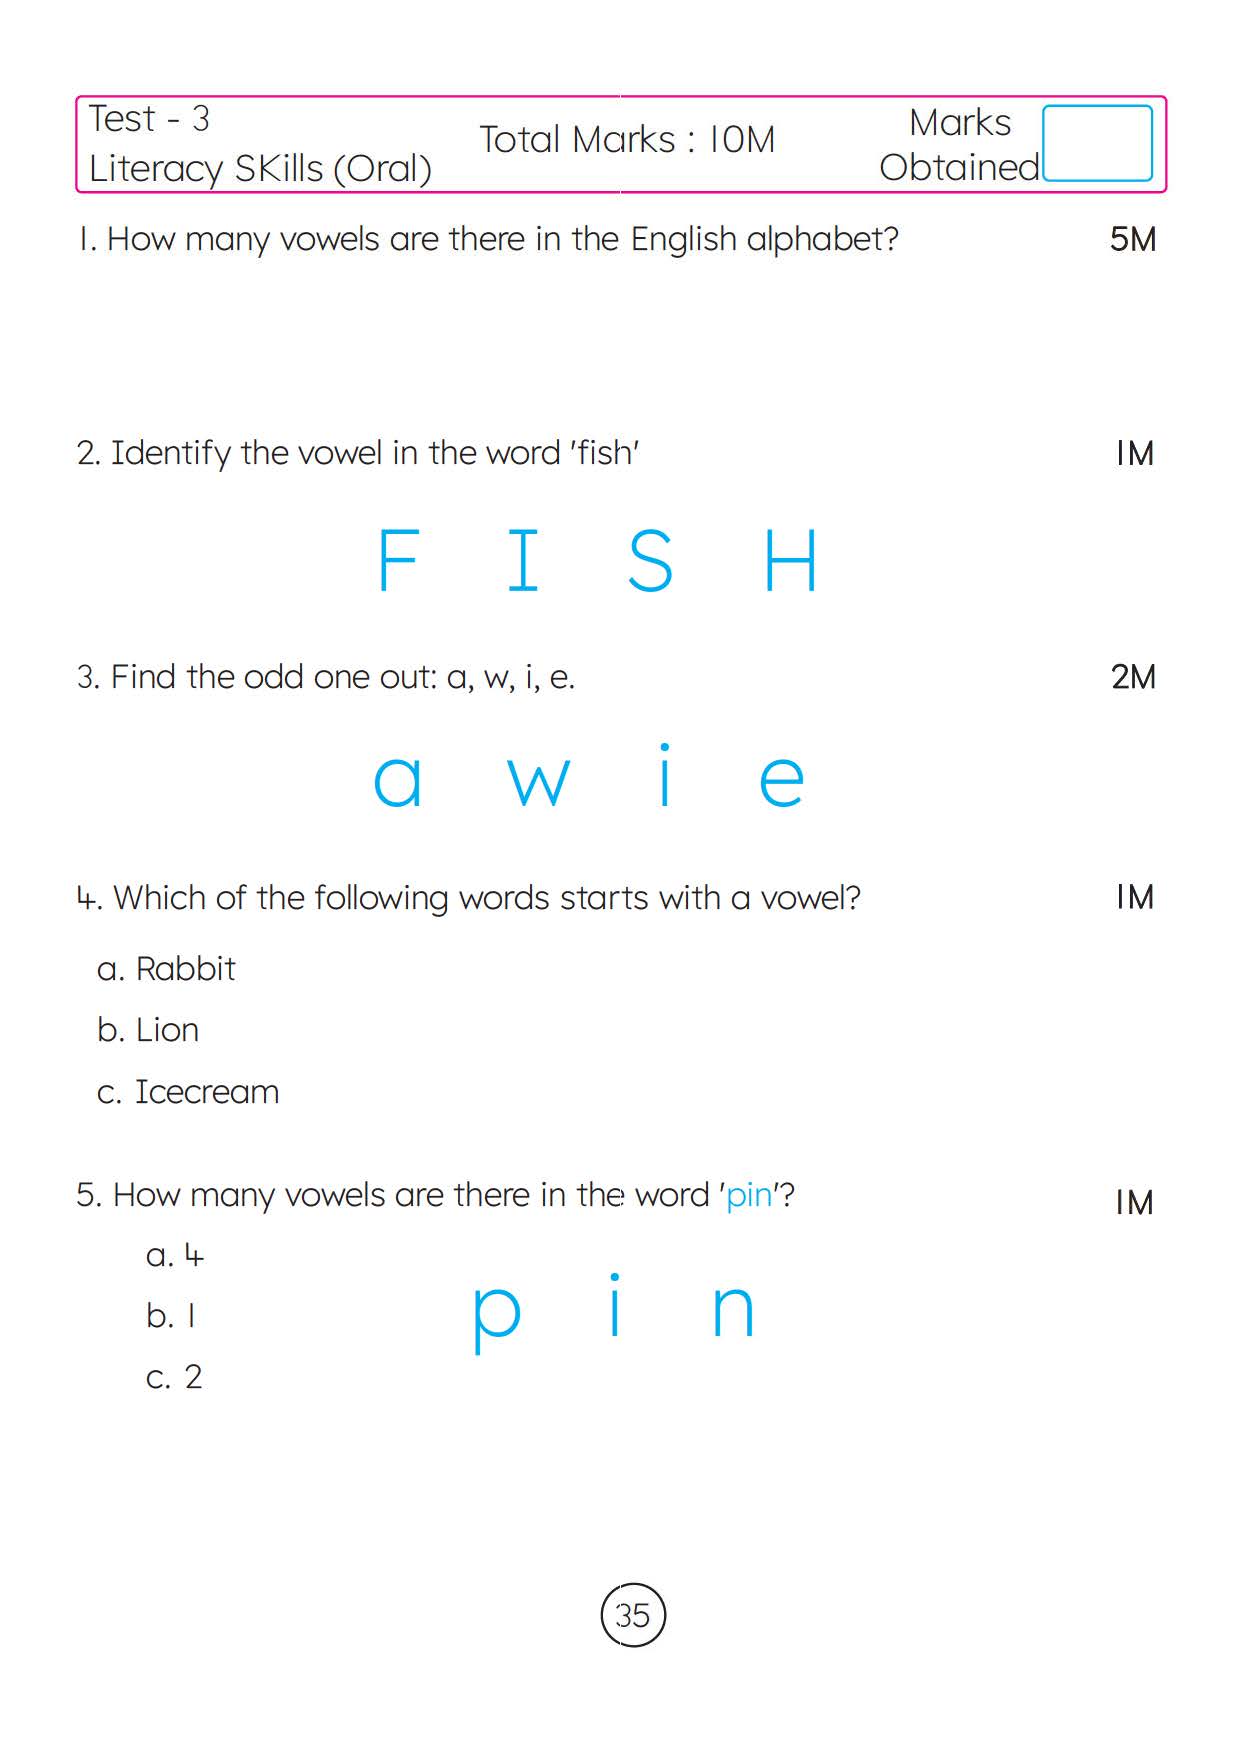 Test - 3
Literacy SKills (Oral)
Total Marks : 10M
Marks
Obtained
1. How many vowels are there in the English alphabet? 5M
2. Identify the vowel in the word 'fish' 1M
F I S H
3. Find the odd one out: a, w, i, e. 2M
a w i e
4. Which of the following words starts with a vowel? 1M
a. Rabbit
b. Lion
c. Icecream
5. How many vowels are there in the word 'pin'? 1M
a. 4
b. 1
c. 2
p i n
35